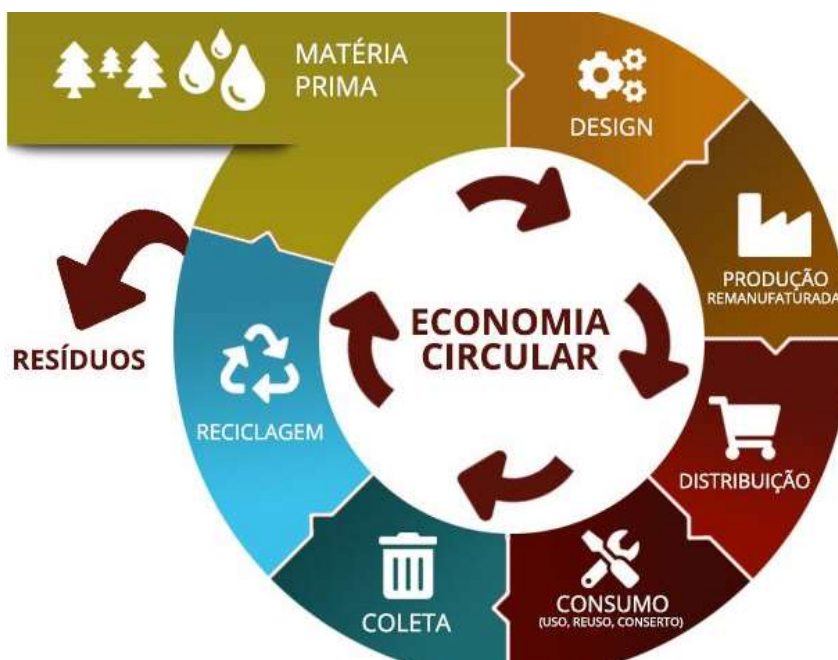 MATÉRIA
PRIMA
DESIGN
PRODUÇÃO
REMANUFATURADA
DISTRIBUIÇÃO
CONSUMO
(USO, REUSO, CONSERTO)
COLETA
RECICLAGEM
RESÍDUOS
ECONOMIA
CIRCULAR